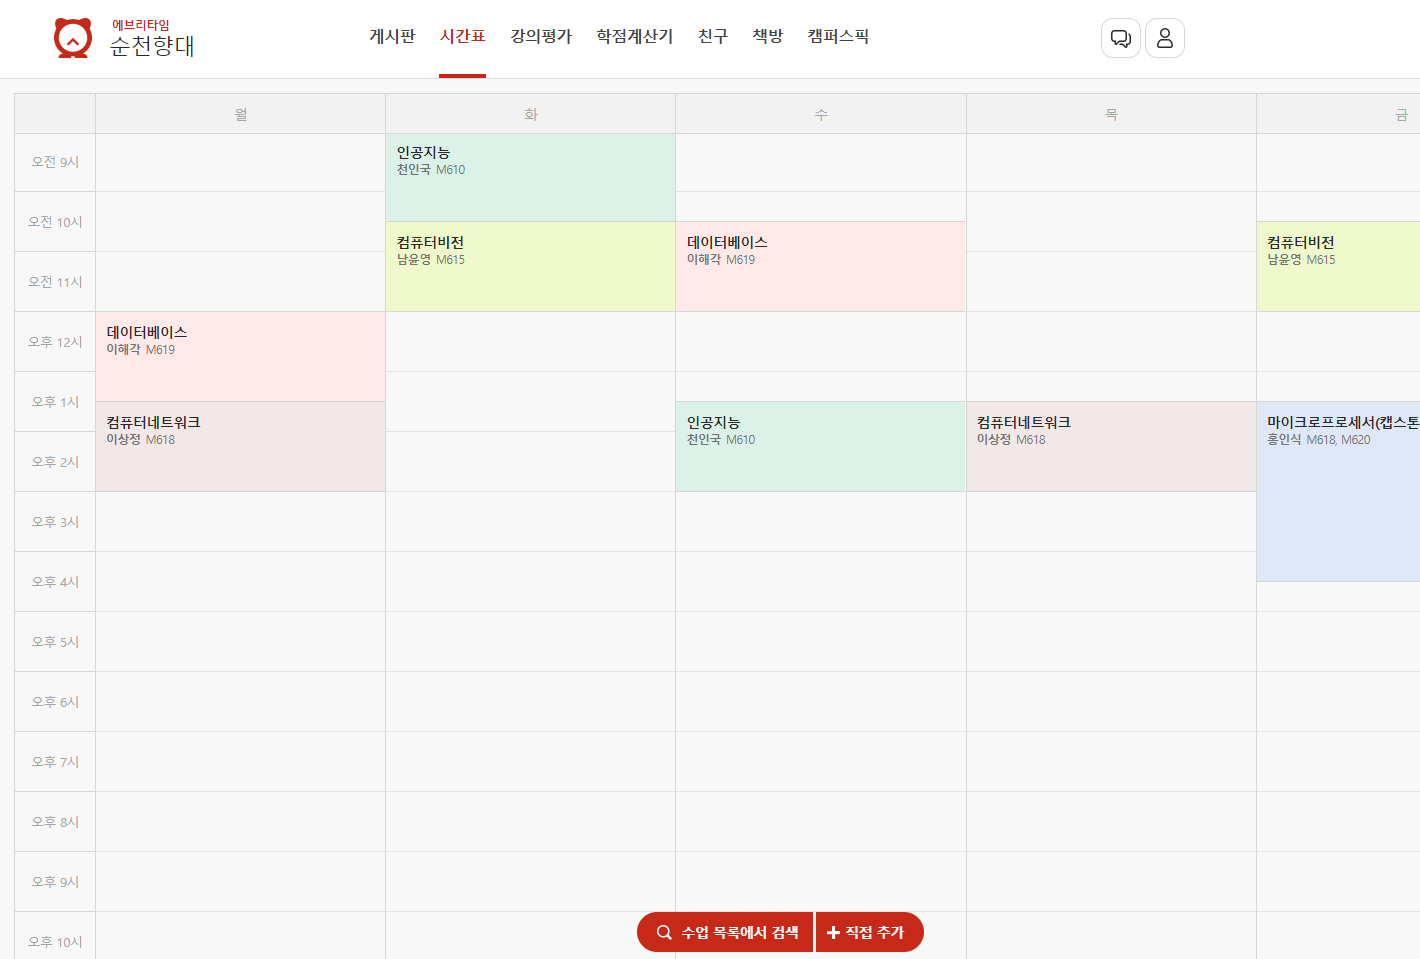 에브리타임
순천향대
게시판 시간표 강의평가 학점계산기 친구 책방 캠퍼스픽
월 화 수 목 금
오전 9시
오전 10시
오전 11시
오후 12시
오후 1시
오후 2시
오후 3시
오후 4시
오후 5시
오후 6시
오후 7시
오후 8시
오후 9시
오후 10시
데이터베이스
이해각 M619
컴퓨터네트워크
이상정 M618
인공지능
천인국 M610
컴퓨터비전
남윤영 M615
데이터베이스
이해각 M619
인공지능
천인국 M610
컴퓨터네트워크
이상정 M618
컴퓨터비전
남윤영 M615
마이크로프로세서(캡스톤
홍인식 M618, M620
수업 목록에서 검색
직접 추가